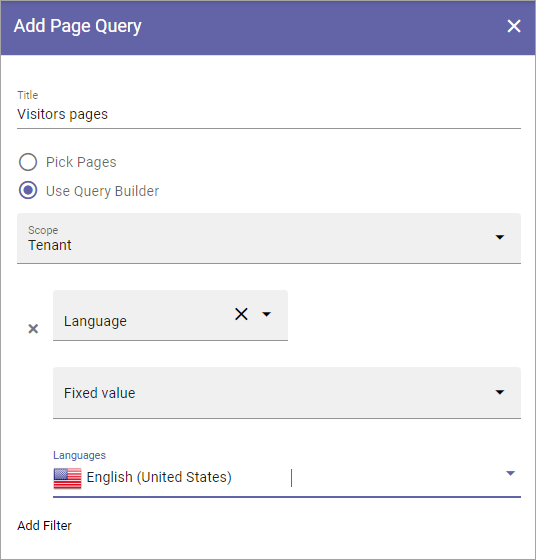 Add Page Query
Title
Visitors pages
Pick Pages
Use Query Builder
Scope
Tenant
Language
Fixed value
Languages
English (United States)
Add Filter